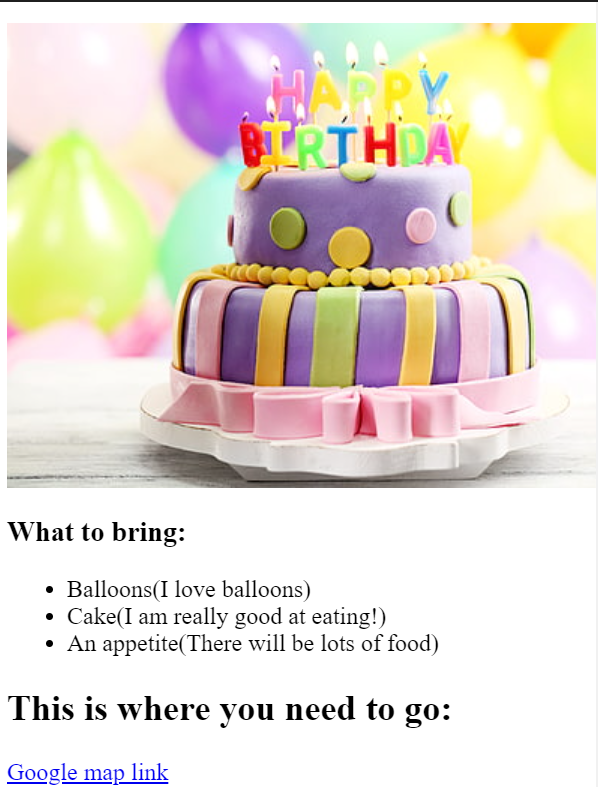 HAPPY
BIRTHDAY
What to bring:
Balloons(I love balloons)
Cake(I am really good at eating!)
An appetite(There will be lots of food)
This is where you need to go:
Google map link